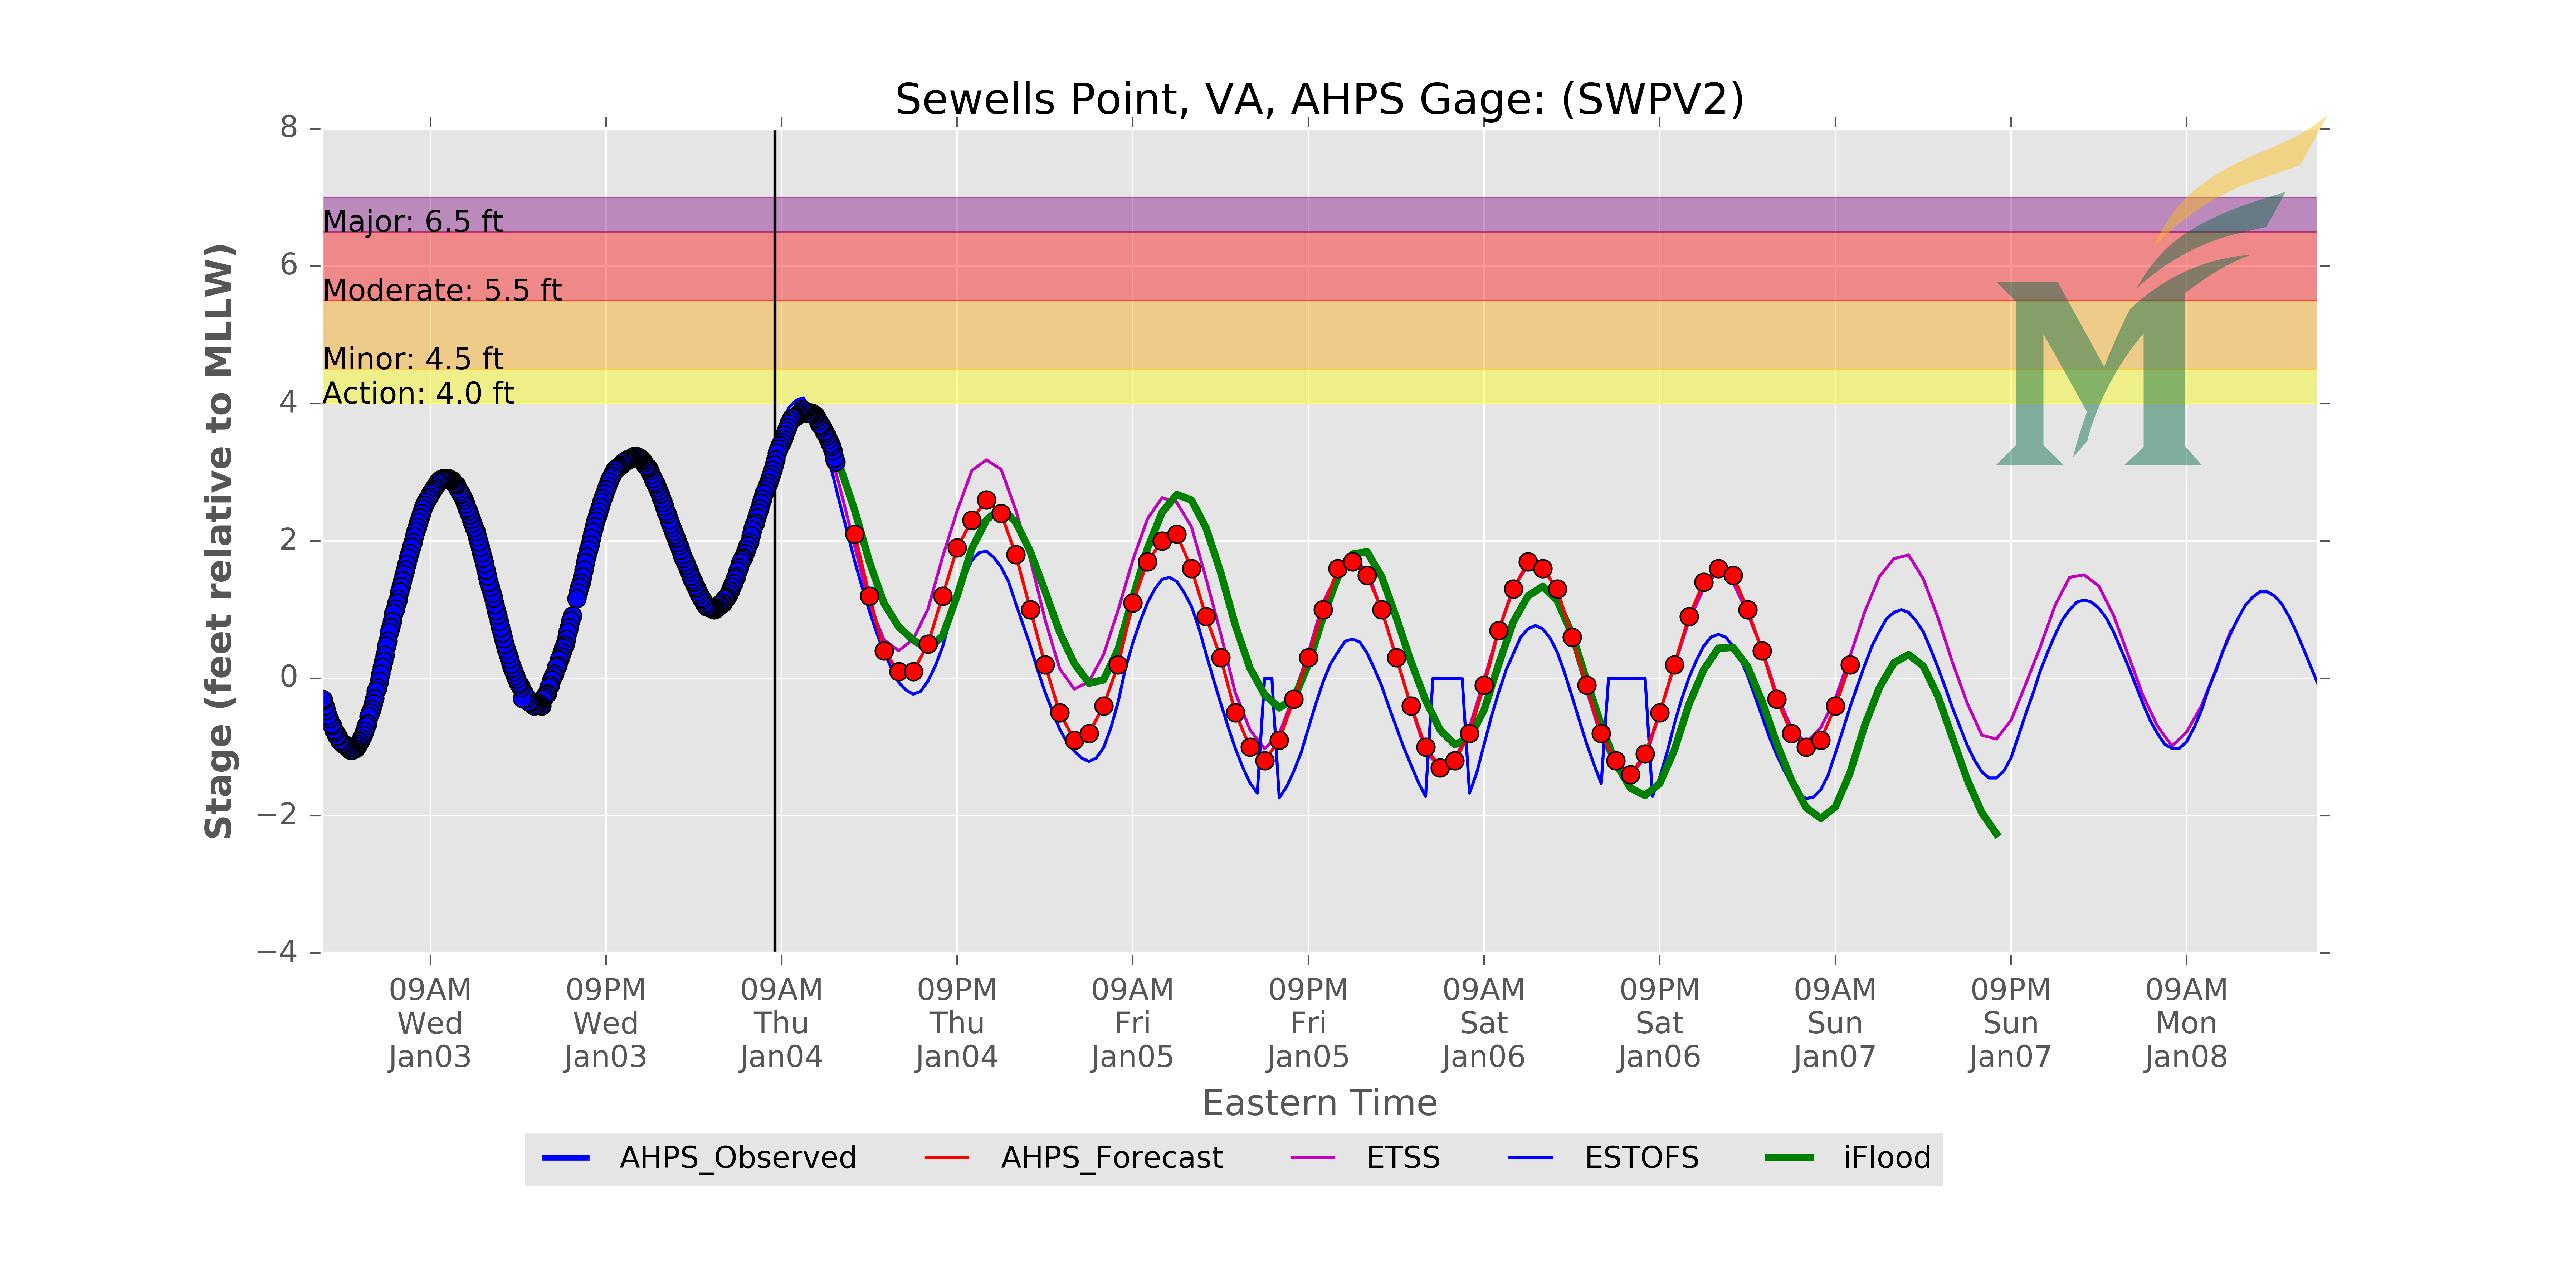 Sewells Point, VA, AHPS Gage: (SWPV2)
Stage (feet relative to MLLW)
8
6
4
2
0
−2
−4
Major: 6.5 ft
Moderate: 5.5 ft
Minor: 4.5 ft
Action: 4.0 ft
09AM
Wed
Jan03
09PM
Wed
Jan03
09AM
Thu
Jan04
09PM
Thu
Jan04
09AM
Fri
Jan05
09PM
Fri
Jan05
09AM
Sat
Jan06
09PM
Sat
Jan06
09AM
Sun
Jan07
09PM
Sun
Jan07
09AM
Mon
Jan08
Eastern Time
AHPS_Observed
AHPS_Forecast
ETSS
ESTOFS
iFlood
M